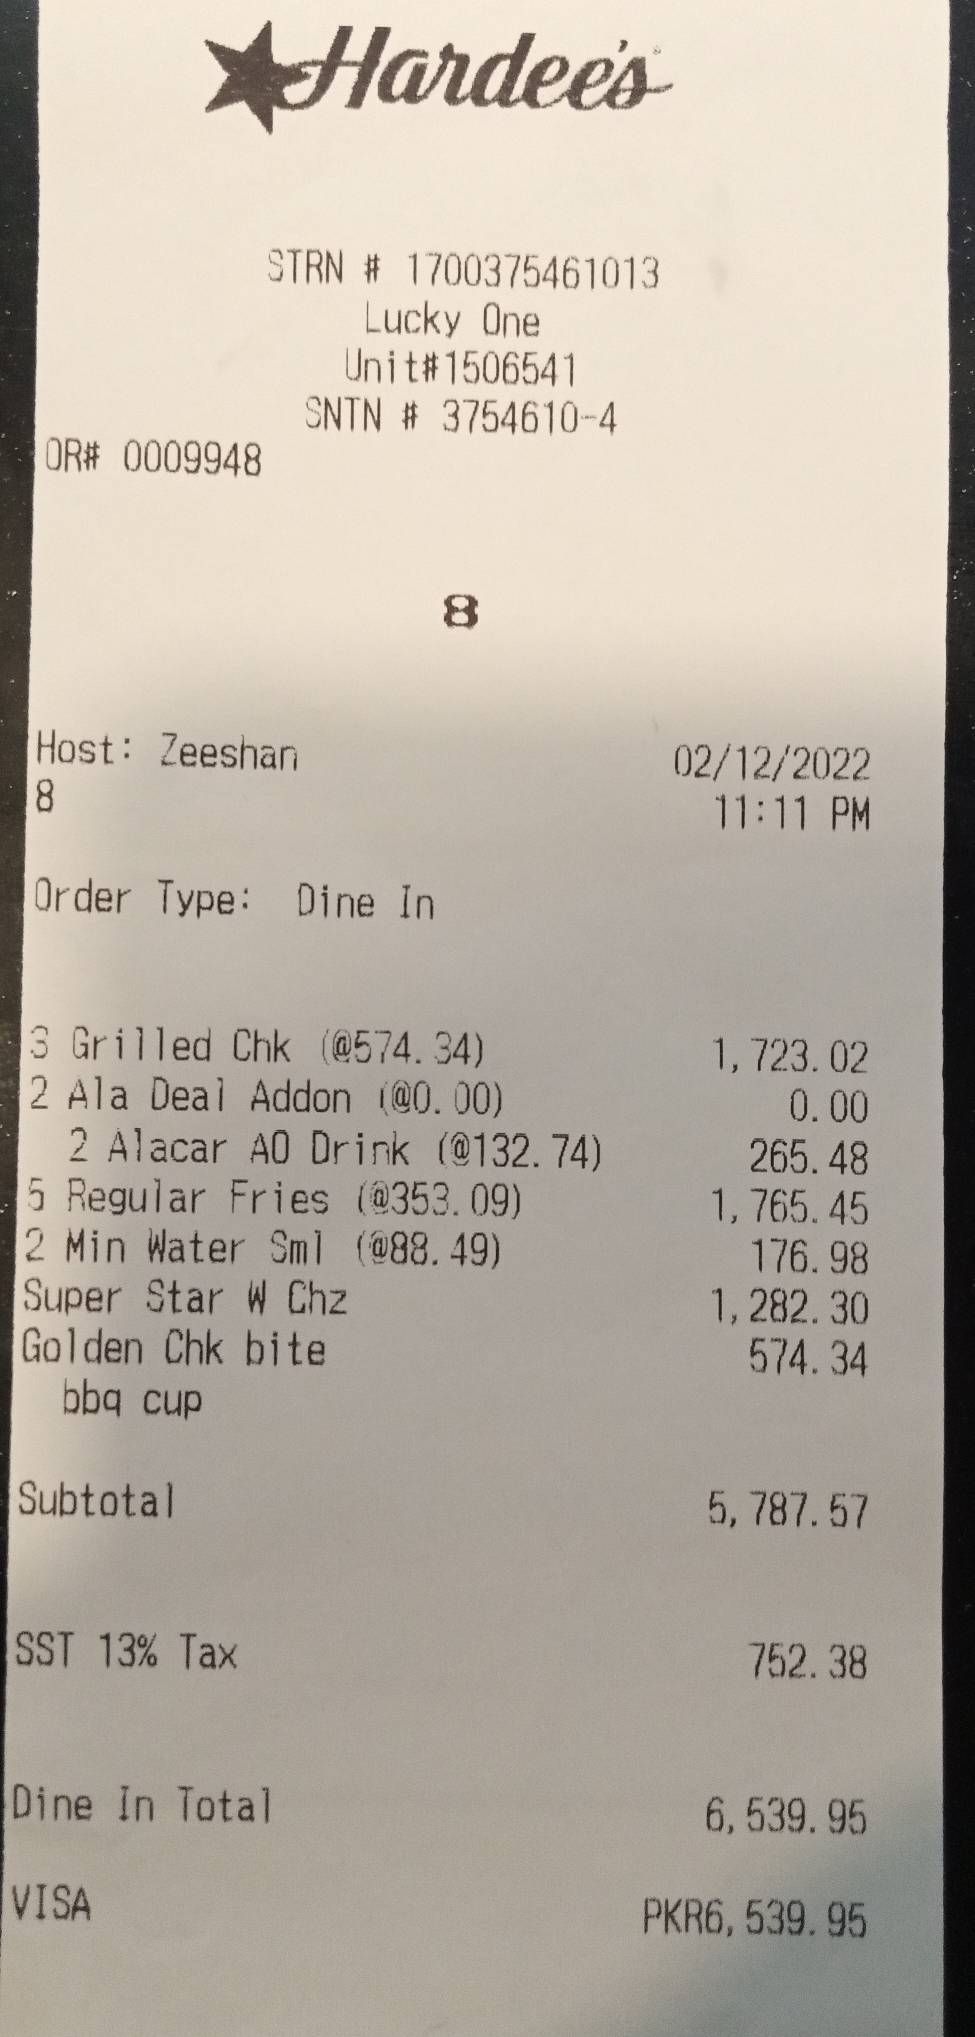 Hardee's
STRN # 1700375461013
Lucky One
Unit#1506541
SNTN # 3754610-4
OR# 0009948
8
Host: Zeeshan 02/12/2022
8 11:11 PM
Order Type: Dine In
3 Grilled Chk (@574.34) 1,723.02
2 Ala Deal Addon (@0.00) 0.00
2 Alacar AO Drink (@132.74) 265.48
5 Regular Fries (@353.09) 1,765.45
2 Min Water Sml (@88.49) 176.98
Super Star W Chz 1,282.30
Golden Chk bite 574.34
bbq cup
Subtotal 5,787.57
SST 13% Tax 752.38
Dine In Total 6,539.95
VISA PKR6,539.95